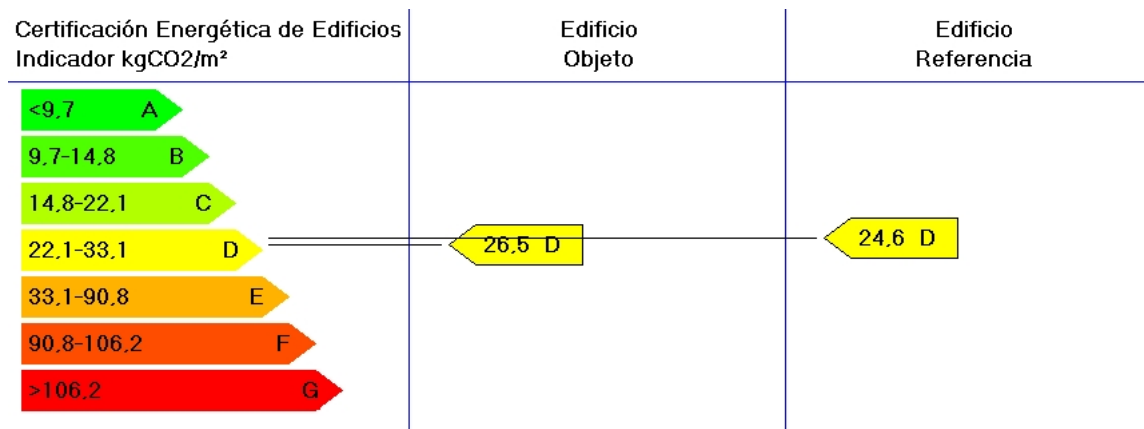 Certificación Energética de Edificios
Indicador kgCO2/m²
Edificio
Objeto
Edificio
Referencia
<9,7 A
9,7-14,8 B
14,8-22,1 C
22,1-33,1 D
33,1-90,8 E
90,8-106,2 F
>106,2 G
26,5 D
24,6 D